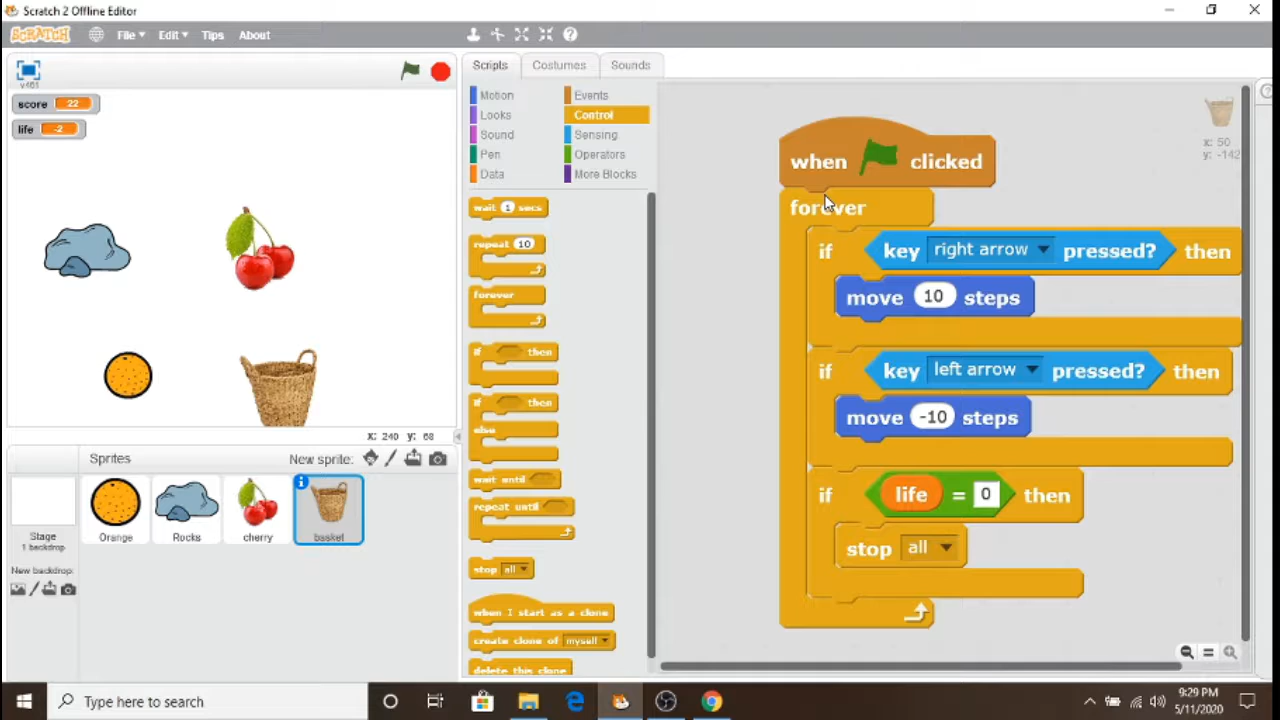 Scratch 2 Offline Editor
SCRATCH File Edit Tips About
v461
score 22
life -2
x: 240 y: 68
Sprites New sprite:
Stage
1 backdrop
New backdrop:
Orange Rocks cherry basket
Scripts Costumes Sounds
Motion Events
Looks Control
Sound Sensing
Pen Operators
Data More Blocks
wait 1 secs
repeat 10
forever
if then
if then
else
wait until
repeat until
stop all
when I start as a clone
create clone of myself
delete this clone
x: 50
y: -142
when clicked
forever
if key right arrow pressed? then
move 10 steps
if key left arrow pressed? then
move -10 steps
if life = 0 then
stop all
Type here to search
9:29 PM
5/11/2020